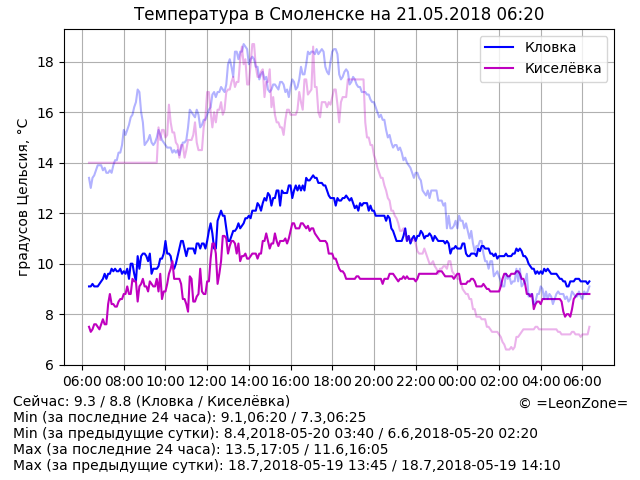 Температура в Смоленске на 21.05.2018 06:20
Кловка
Киселёвка
градусов Цельсия, °C
18
16
14
12
10
8
6
06:00 08:00 10:00 12:00 14:00 16:00 18:00 20:00 22:00 00:00 02:00 04:00 06:00
Сейчас: 9.3 / 8.8 (Кловка / Киселёвка)
© =LeonZone=
Min (за последние 24 часа): 9.1,06:20 / 7.3,06:25
Min (за предыдущие сутки): 8.4,2018-05-20 03:40 / 6.6,2018-05-20 02:20
Max (за последние 24 часа): 13.5,17:05 / 11.6,16:05
Max (за предыдущие сутки): 18.7,2018-05-19 13:45 / 18.7,2018-05-19 14:10